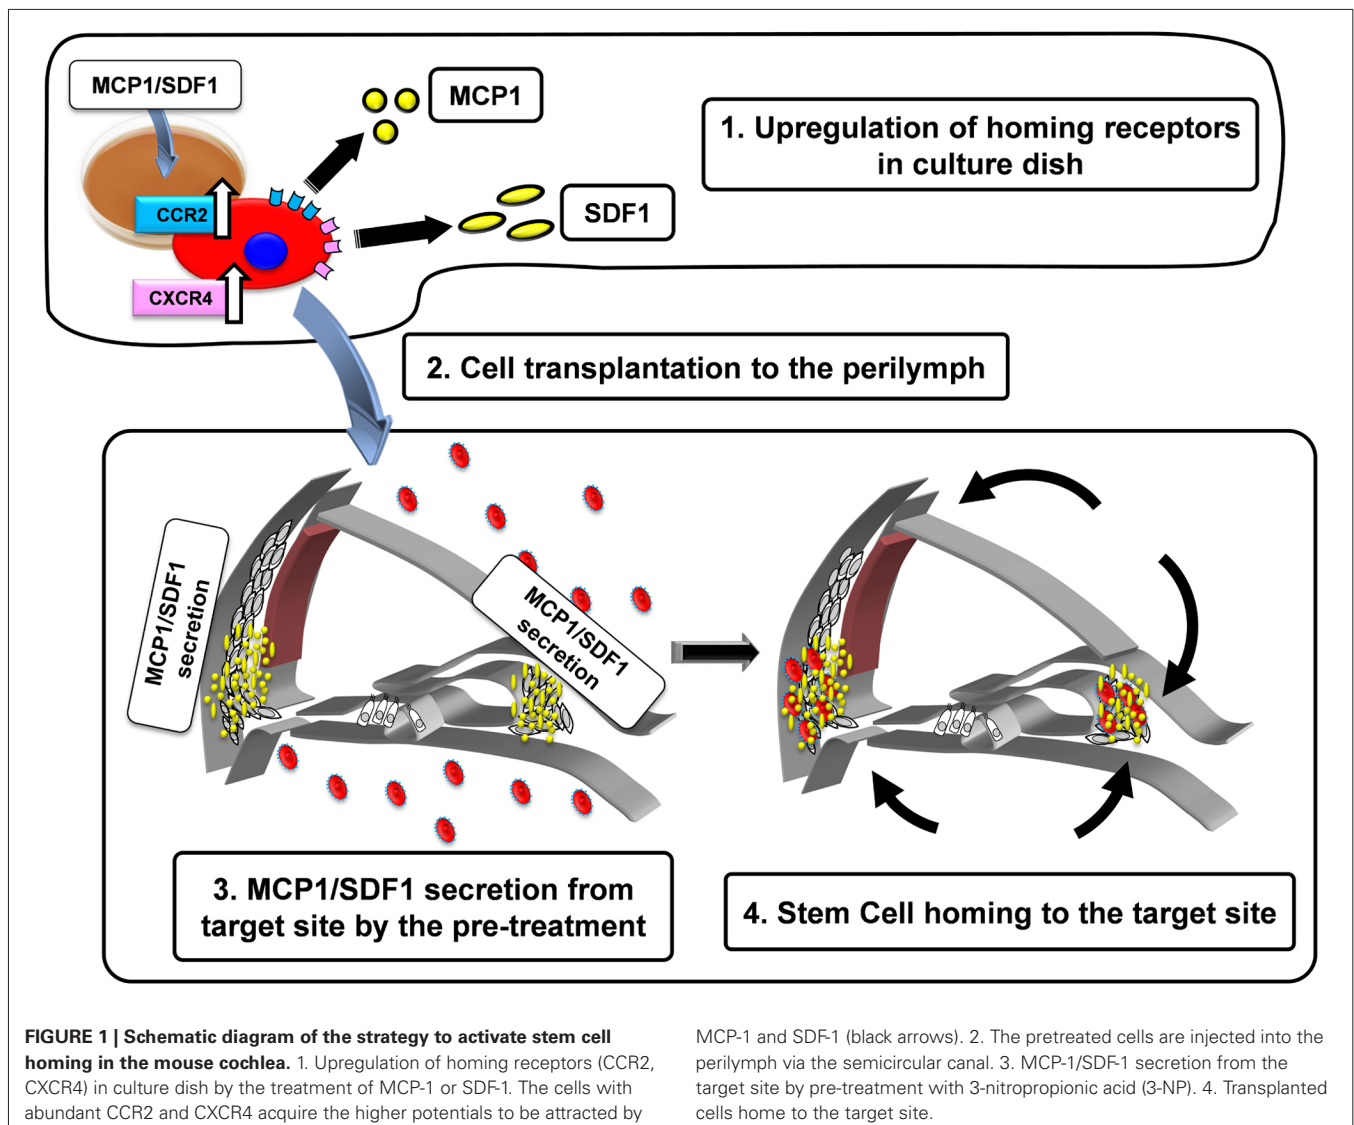 MCP1/SDF1
MCP1
1. Upregulation of homing receptors
in culture dish
CCR2
SDF1
CXCR4
2. Cell transplantation to the perilymph
MCP1/SDF1
secretion
MCP1/SDF1
secretion
3. MCP1/SDF1 secretion from
target site by the pre-treatment
4. Stem Cell homing to the target site
FIGURE 1 | Schematic diagram of the strategy to activate stem cell
homing in the mouse cochlea. 1. Upregulation of homing receptors (CCR2,
CXCR4) in culture dish by the treatment of MCP-1 or SDF-1. The cells with
abundant CCR2 and CXCR4 acquire the higher potentials to be attracted by
MCP-1 and SDF-1 (black arrows). 2. The pretreated cells are injected into the
perilymph via the semicircular canal. 3. MCP-1/SDF-1 secretion from the
target site by pre-treatment with 3-nitropropionic acid (3-NP). 4. Transplanted
cells home to the target site.